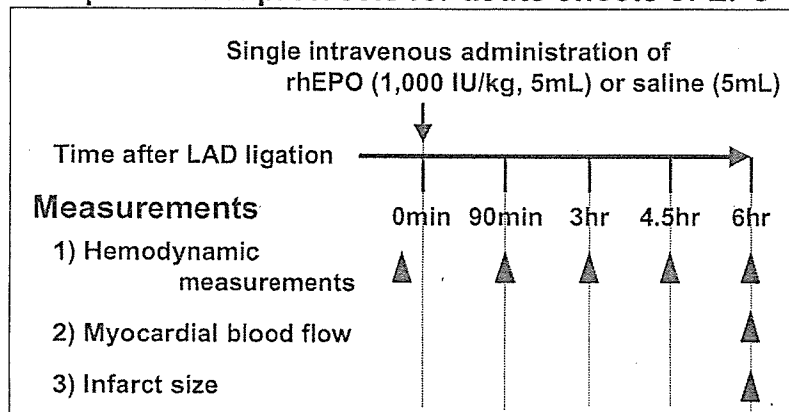 Single intravenous administration of
rhEPO (1,000 IU/kg, 5mL) or saline (5mL)
Time after LAD ligation
Measurements
0min 90min 3hr 4.5hr 6hr
1) Hemodynamic
measurements
2) Myocardial blood flow
3) Infarct size